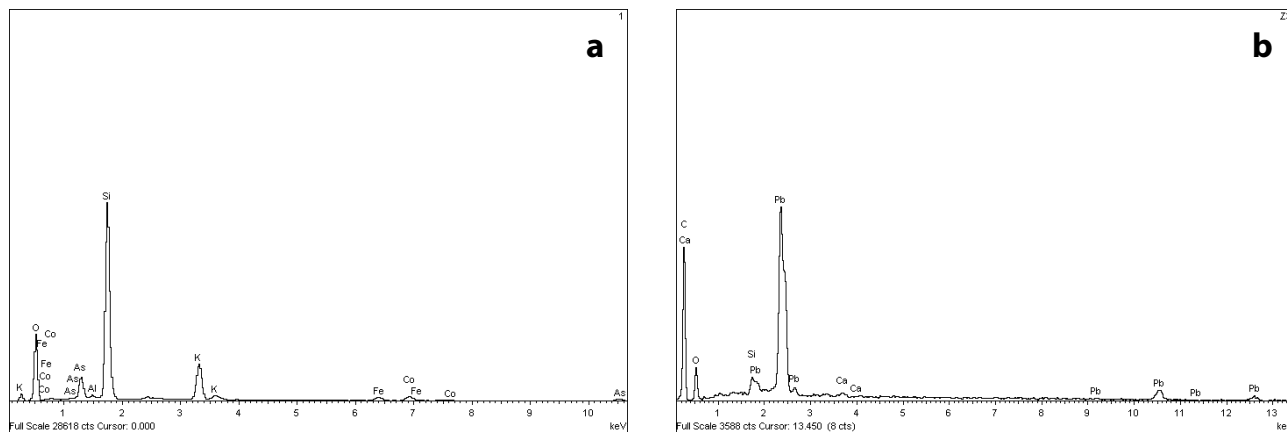 1
a
Si
O
Co
Fe
Fe
Co
Co
K
As
As
As
Al
K
K
Fe
Co
Fe
Co
As
1 2 3 4 5 6 7 8 9 10
Full Scale 28618 cts Cursor: 0.000 keV
b
C
Ca
O
Si
Pb
Pb
Pb
Ca
Ca
Pb
Pb
Pb
Pb
1 2 3 4 5 6 7 8 9 10 11 12 13
Full Scale 3588 cts Cursor: 13.450 (8 cts)